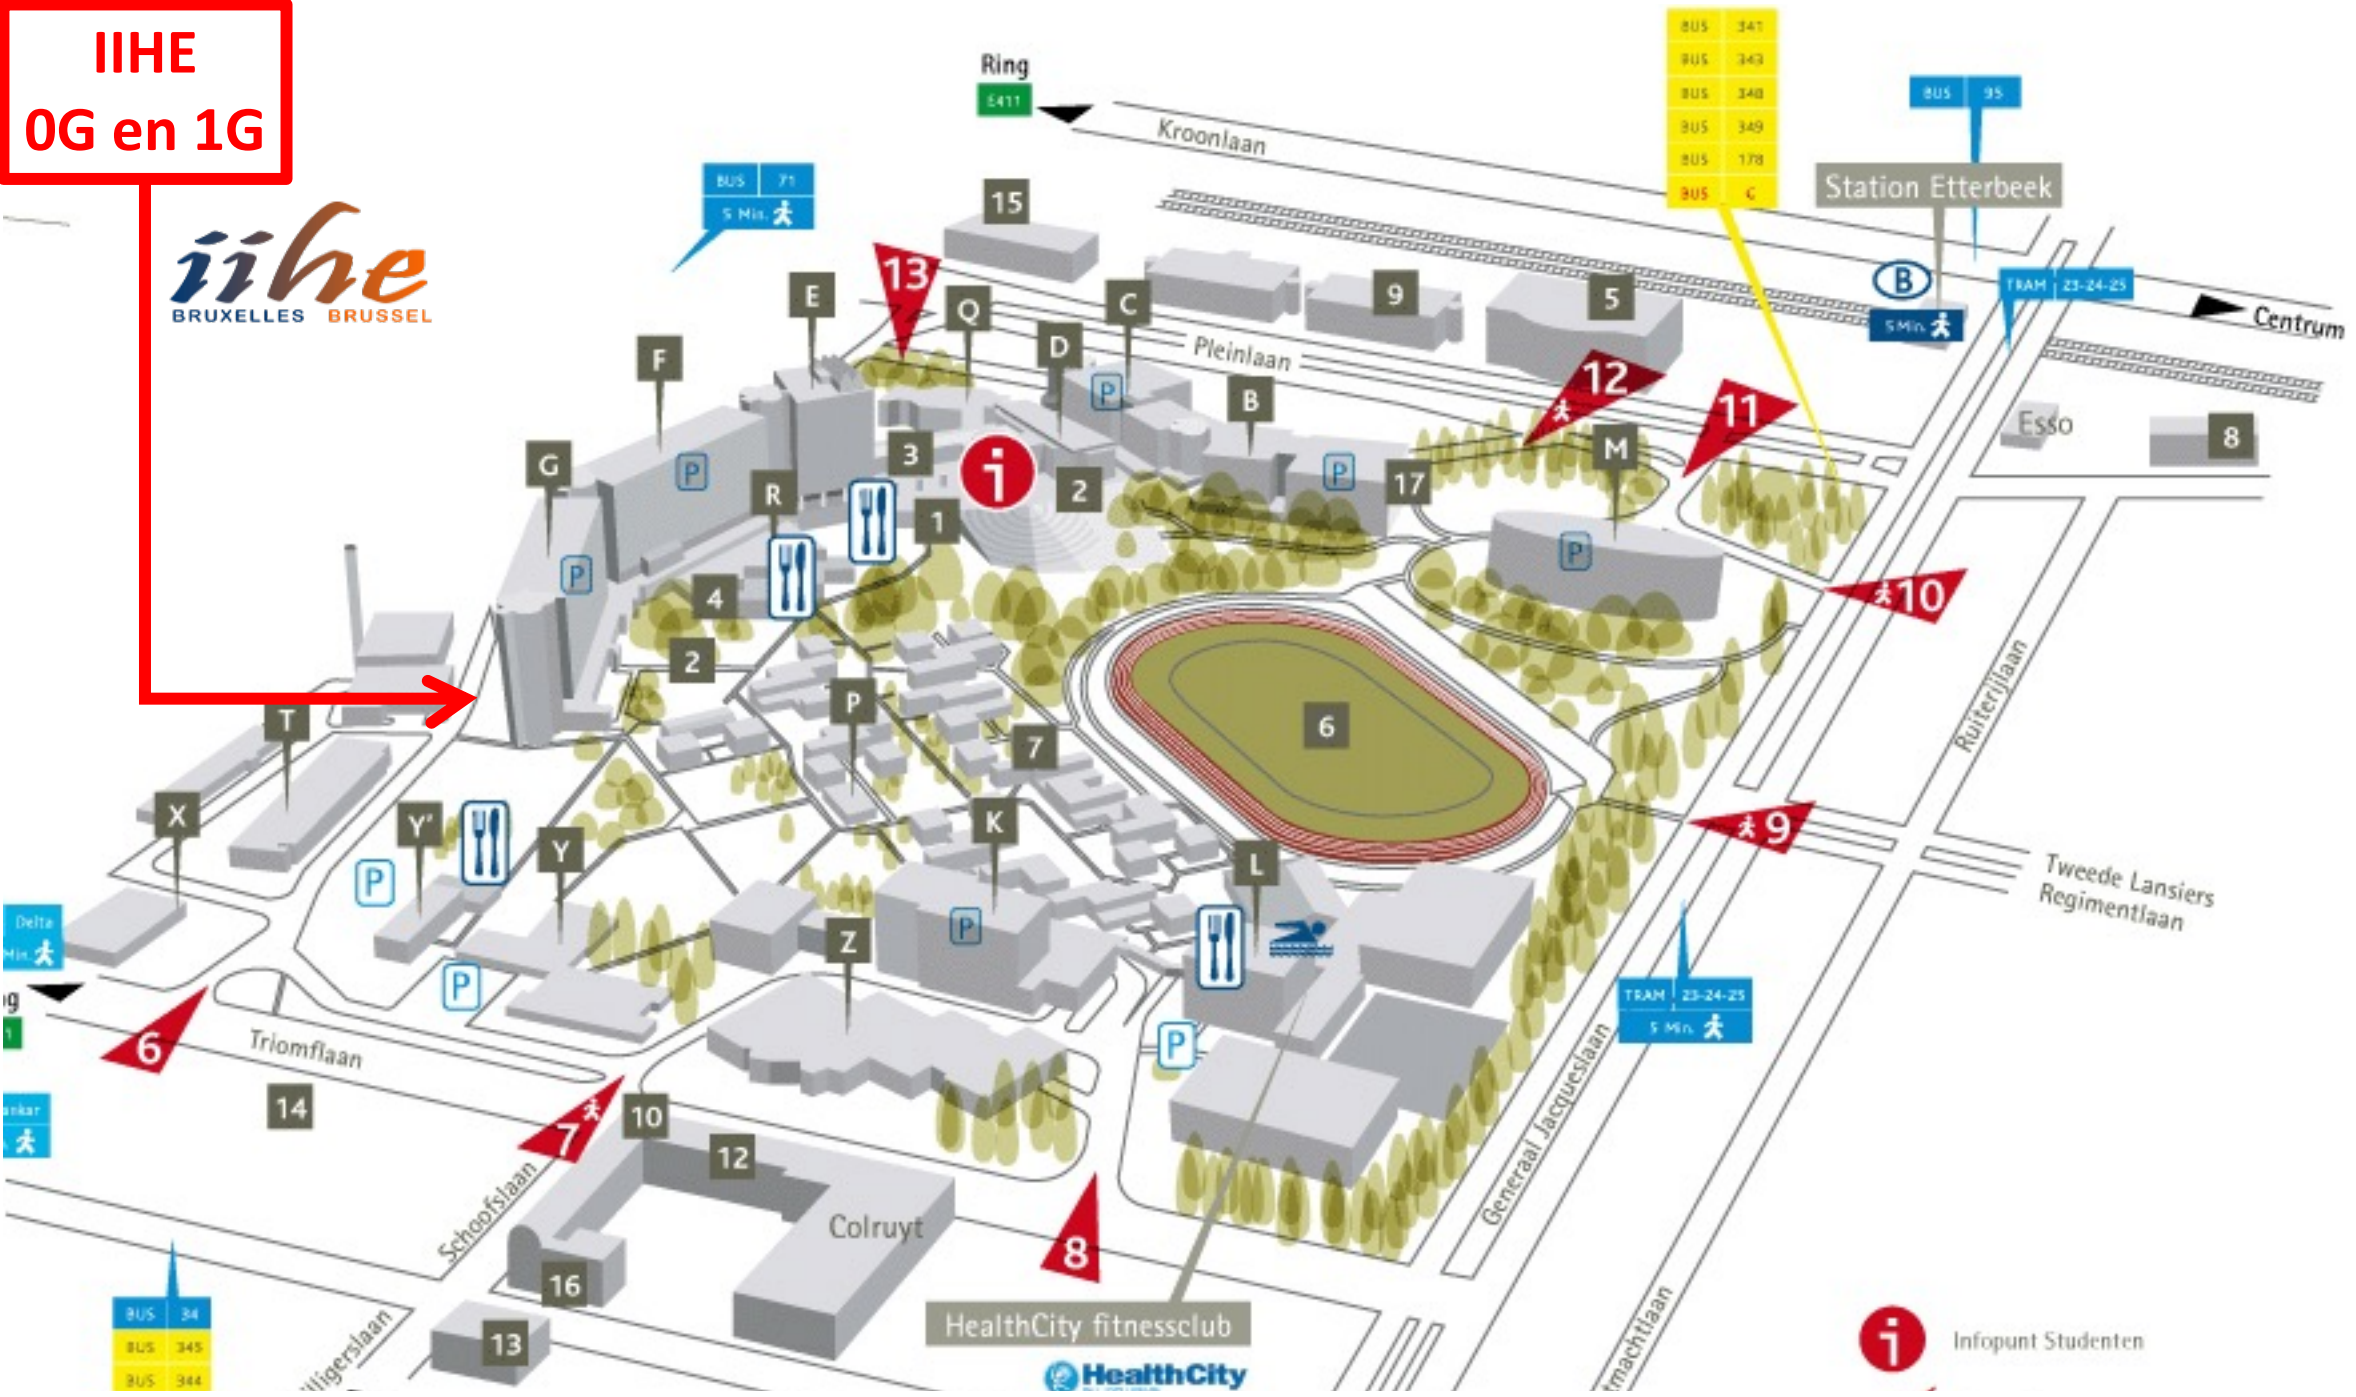 IIHE
0G en 1G
iihe
BRUXELLES BRUSSEL
Ring
E411
Kroonlaan
BUS 341
BUS 343
BUS 348
BUS 349
BUS 178
BUS C
BUS 95
Station Etterbeek
BUS 71
5 Min.
15
13
E
Q
C
9
5
B
5 Min.
TRAM 23-24-25
Centrum
F
D
Pleinlaan
12
11
Esso
8
B
M
G
P
R
3
i
2
P
17
P
1
P
P
4
10
2
Ruiterijlaan
P
6
T
7
X
Y'
Y
K
L
9
Tweede Lansiers
Regimentlaan
P
Delta
Min.
Z
P
P
TRAM 23-24-25
5 Min.
6
Triomflaan
P
14
7
10
12
Generaal Jacqueslaan
Schoofslaan
Colruyt
8
16
BUS 34
BUS 345
BUS 344
13
HealthCity fitnessclub
HealthCity
i Infopunt Studenten